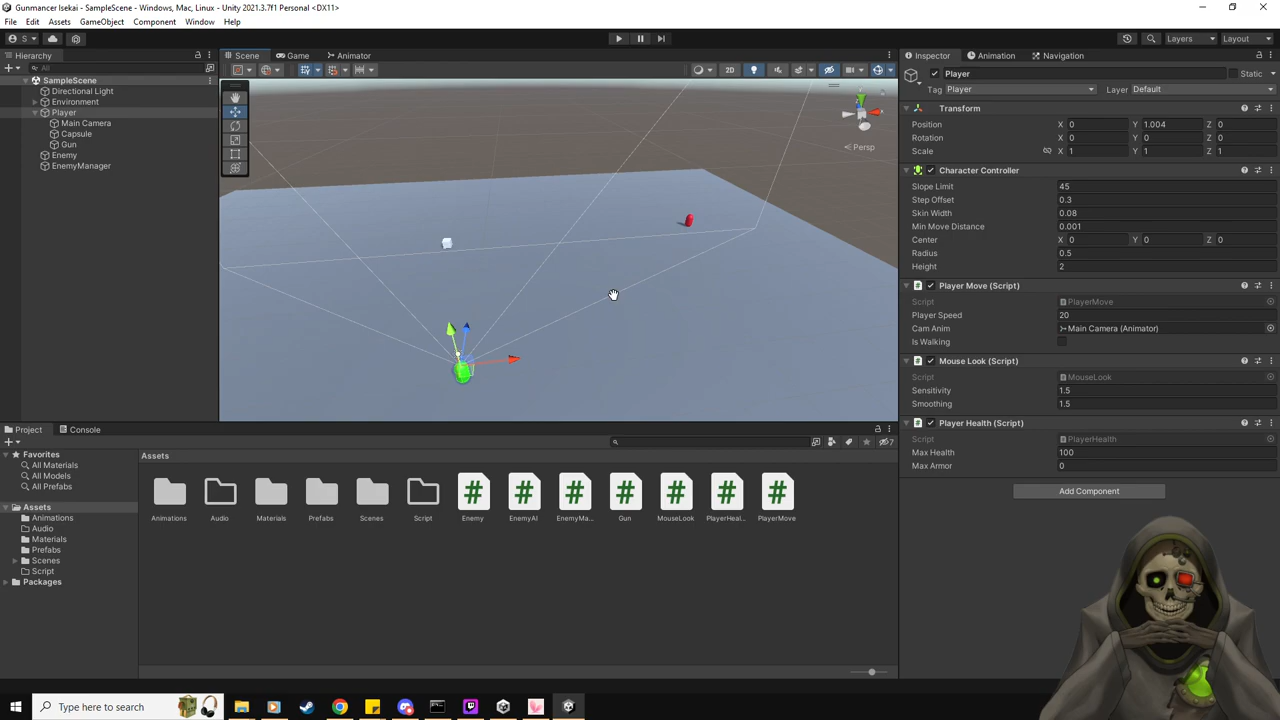 Gunmancer Isekai - SampleScene - Windows, Mac, Linux - Unity 2021.3.7f1 Personal <DX11>
File Edit Assets GameObject Component Window Help
S Layers Layout
Hierarchy
All
SampleScene
Directional Light
Environment
Player
Main Camera
Capsule
Gun
Enemy
EnemyManager
Scene Game Animator
2D
y
x
Persp
Inspector Animation Navigation
Player Static
Tag Player Layer Default
Transform
Position X 0 Y 1.004 Z 0
Rotation X 0 Y 0 Z 0
Scale X 1 Y 1 Z 1
Character Controller
Slope Limit 45
Step Offset 0.3
Skin Width 0.08
Min Move Distance 0.001
Center X 0 Y 0 Z 0
Radius 0.5
Height 2
Player Move (Script)
Script PlayerMove
Player Speed 20
Cam Anim Main Camera (Animator)
Is Walking
Mouse Look (Script)
Script MouseLook
Sensitivity 1.5
Smoothing 1.5
Player Health (Script)
Script PlayerHealth
Max Health 100
Max Armor 0
Add Component
Project Console
7
Favorites
All Materials
All Models
All Prefabs
Assets
Animations
Audio
Materials
Prefabs
Scenes
Script
Packages
Assets
Animations Audio Materials Prefabs Scenes Script Enemy EnemyAI EnemyMa... Gun MouseLook PlayerHeal... PlayerMove
Type here to search